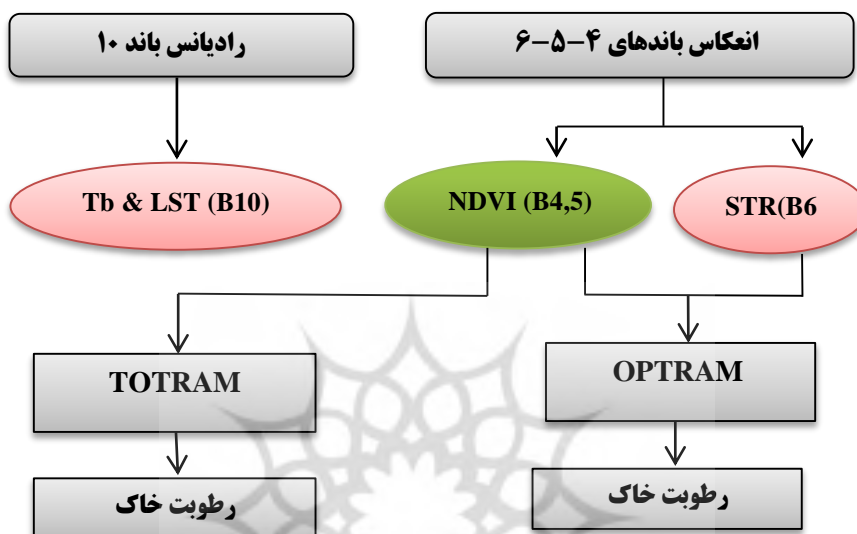 رادیانس باند ۱۰
انعکاس باندهای ۴-۵-۶
Tb & LST (B10)
NDVI (B4,5)
STR(B6
TOTRAM
OPTRAM
رطوبت خاک
رطوبت خاک